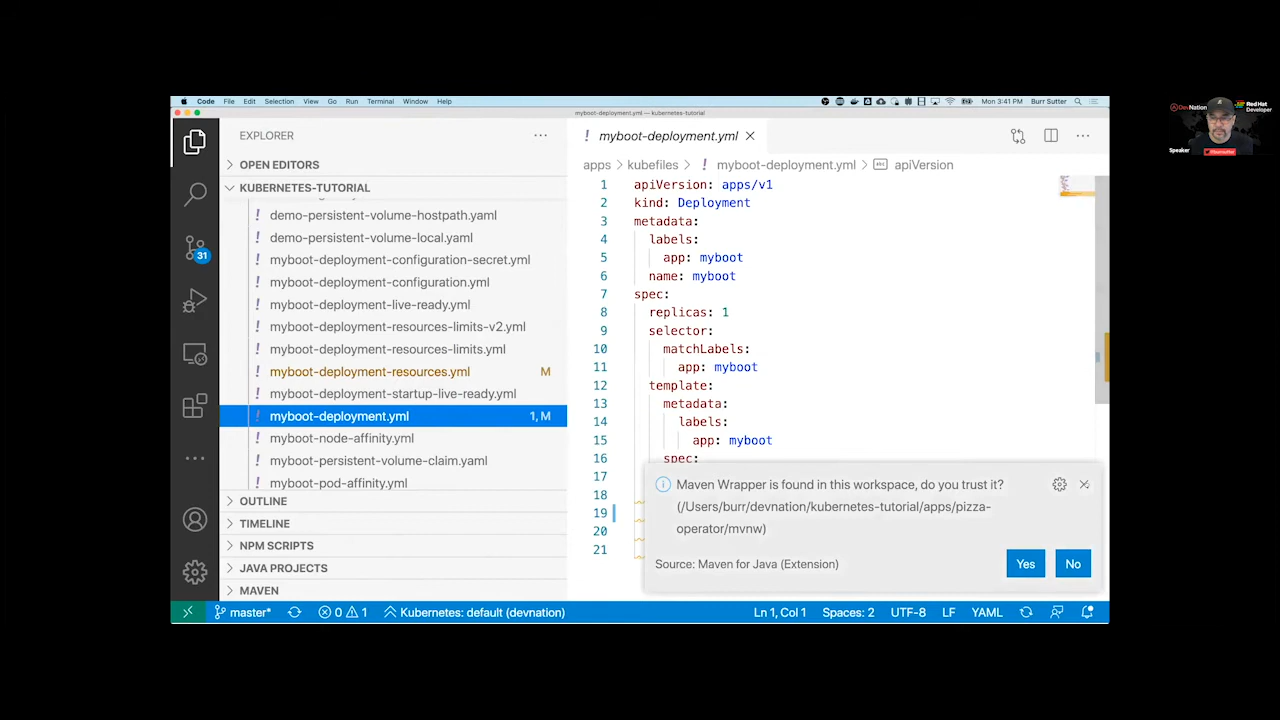 Code File Edit Selection View Go Run Terminal Window Help Mon 3:41 PM Burr Sutter
myboot-deployment.yml — kubernetes-tutorial
EXPLORER
OPEN EDITORS
KUBERNETES-TUTORIAL
demo-persistent-volume-hostpath.yaml
demo-persistent-volume-local.yaml
myboot-deployment-configuration-secret.yml
myboot-deployment-configuration.yml
myboot-deployment-live-ready.yml
myboot-deployment-resources-limits-v2.yml
myboot-deployment-resources-limits.yml
myboot-deployment-resources.yml M
myboot-deployment-startup-live-ready.yml
myboot-deployment.yml 1, M
myboot-node-affinity.yml
myboot-persistent-volume-claim.yaml
myboot-pod-affinity.yml
OUTLINE
TIMELINE
NPM SCRIPTS
JAVA PROJECTS
MAVEN
31
! myboot-deployment.yml
apps > kubefiles > ! myboot-deployment.yml > abc apiVersion
1 apiVersion: apps/v1
2 kind: Deployment
3 metadata:
4 labels:
5 app: myboot
6 name: myboot
7 spec:
8 replicas: 1
9 selector:
10 matchLabels:
11 app: myboot
12 template:
13 metadata:
14 labels:
15 app: myboot
16 spec:
17
18
19
20
21
Maven Wrapper is found in this workspace, do you trust it?
(/Users/burr/devnation/kubernetes-tutorial/apps/pizza-
operator/mvnw)
Source: Maven for Java (Extension)
Yes No
master* 0 1 Kubernetes: default (devnation) Ln 1, Col 1 Spaces: 2 UTF-8 LF YAML
DevNation
Red Hat
Developer
Speaker